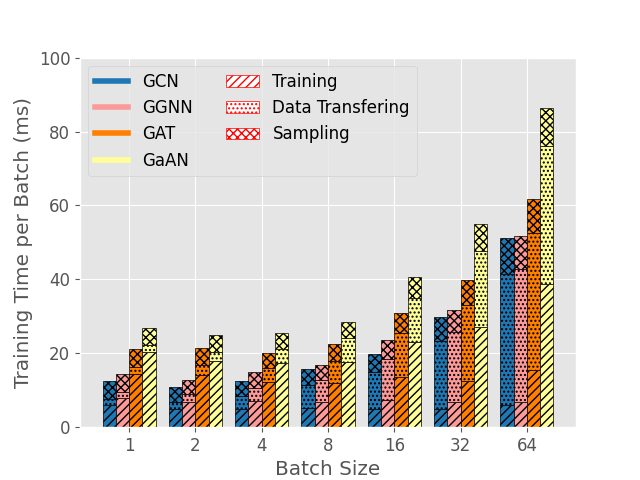 100
80
60
40
20
0
Training Time per Batch (ms)
GCN
GGNN
GAT
GaAN
Training
Data Transfering
Sampling
1 2 4 8 16 32 64
Batch Size